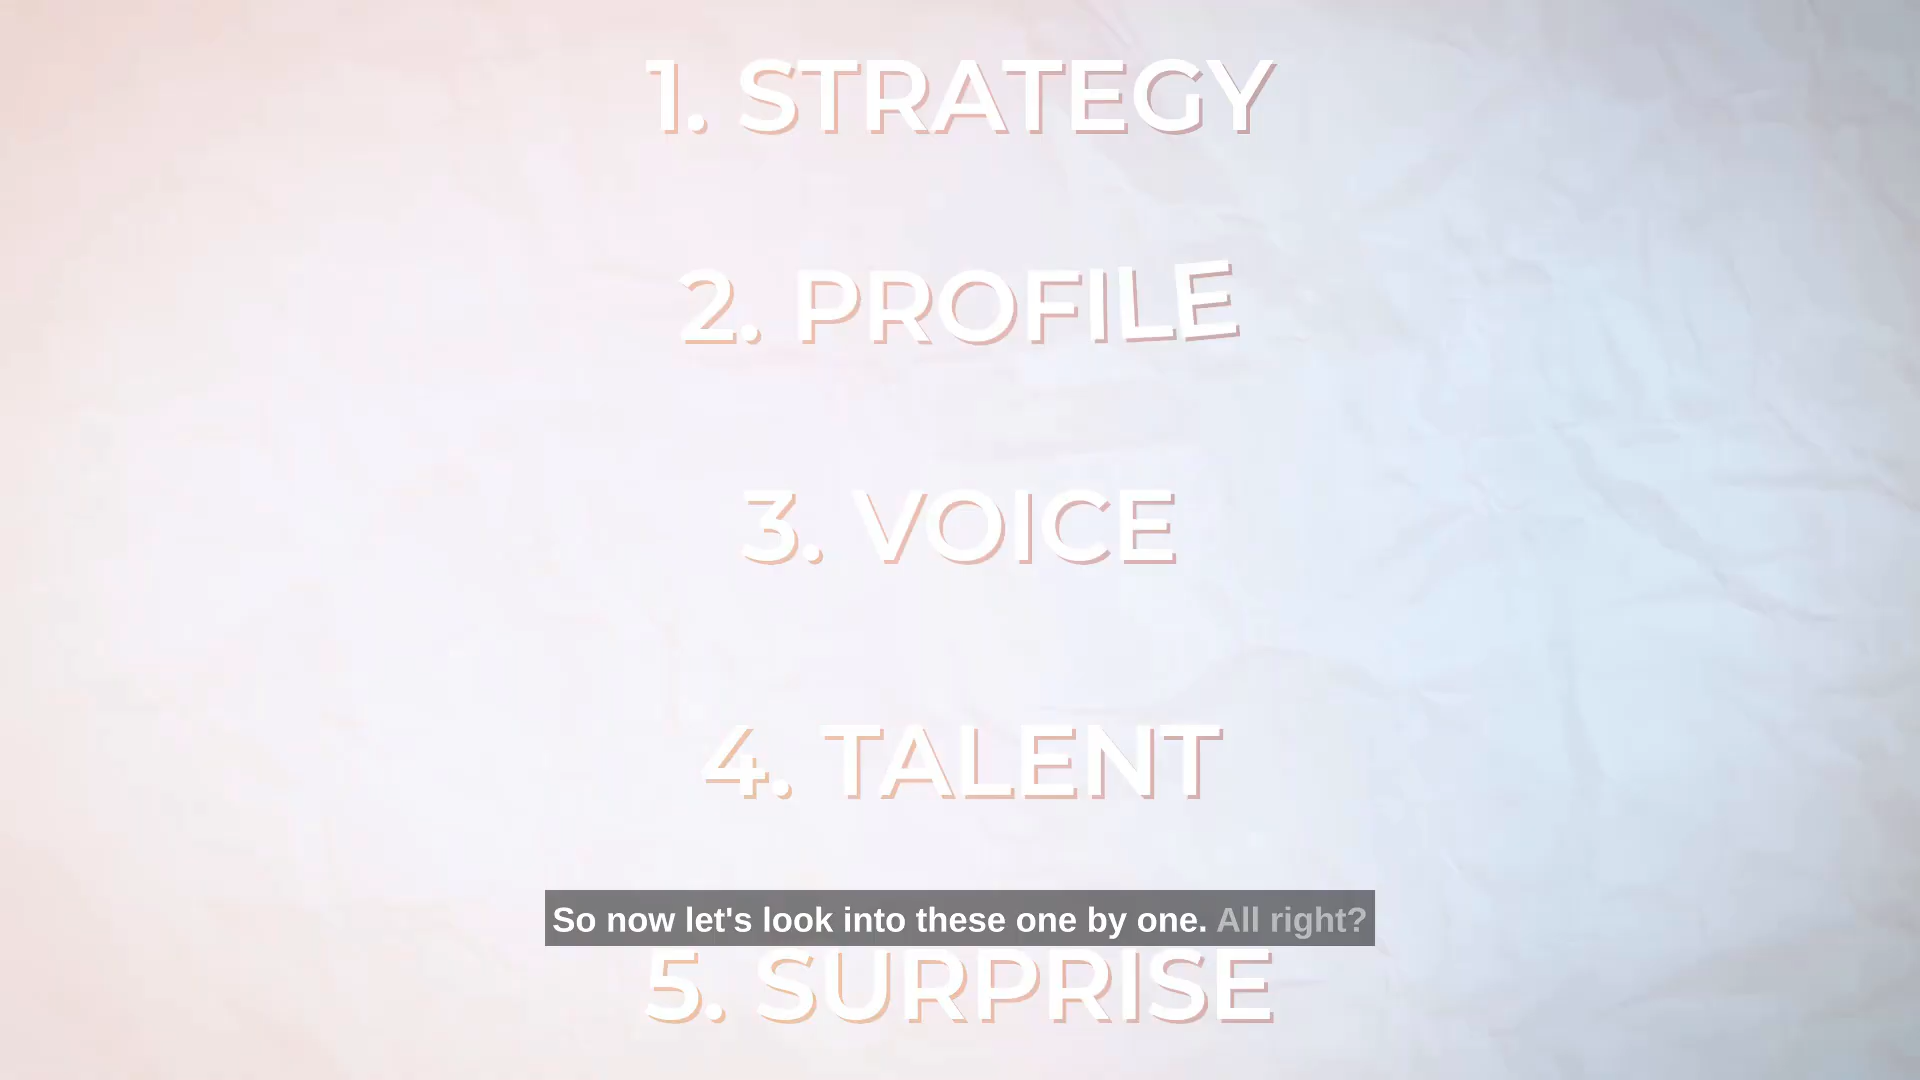 1. STRATEGY
2. PROFILE
3. VOICE
4. TALENT
So now let's look into these one by one. All right?
5. SURPRISE